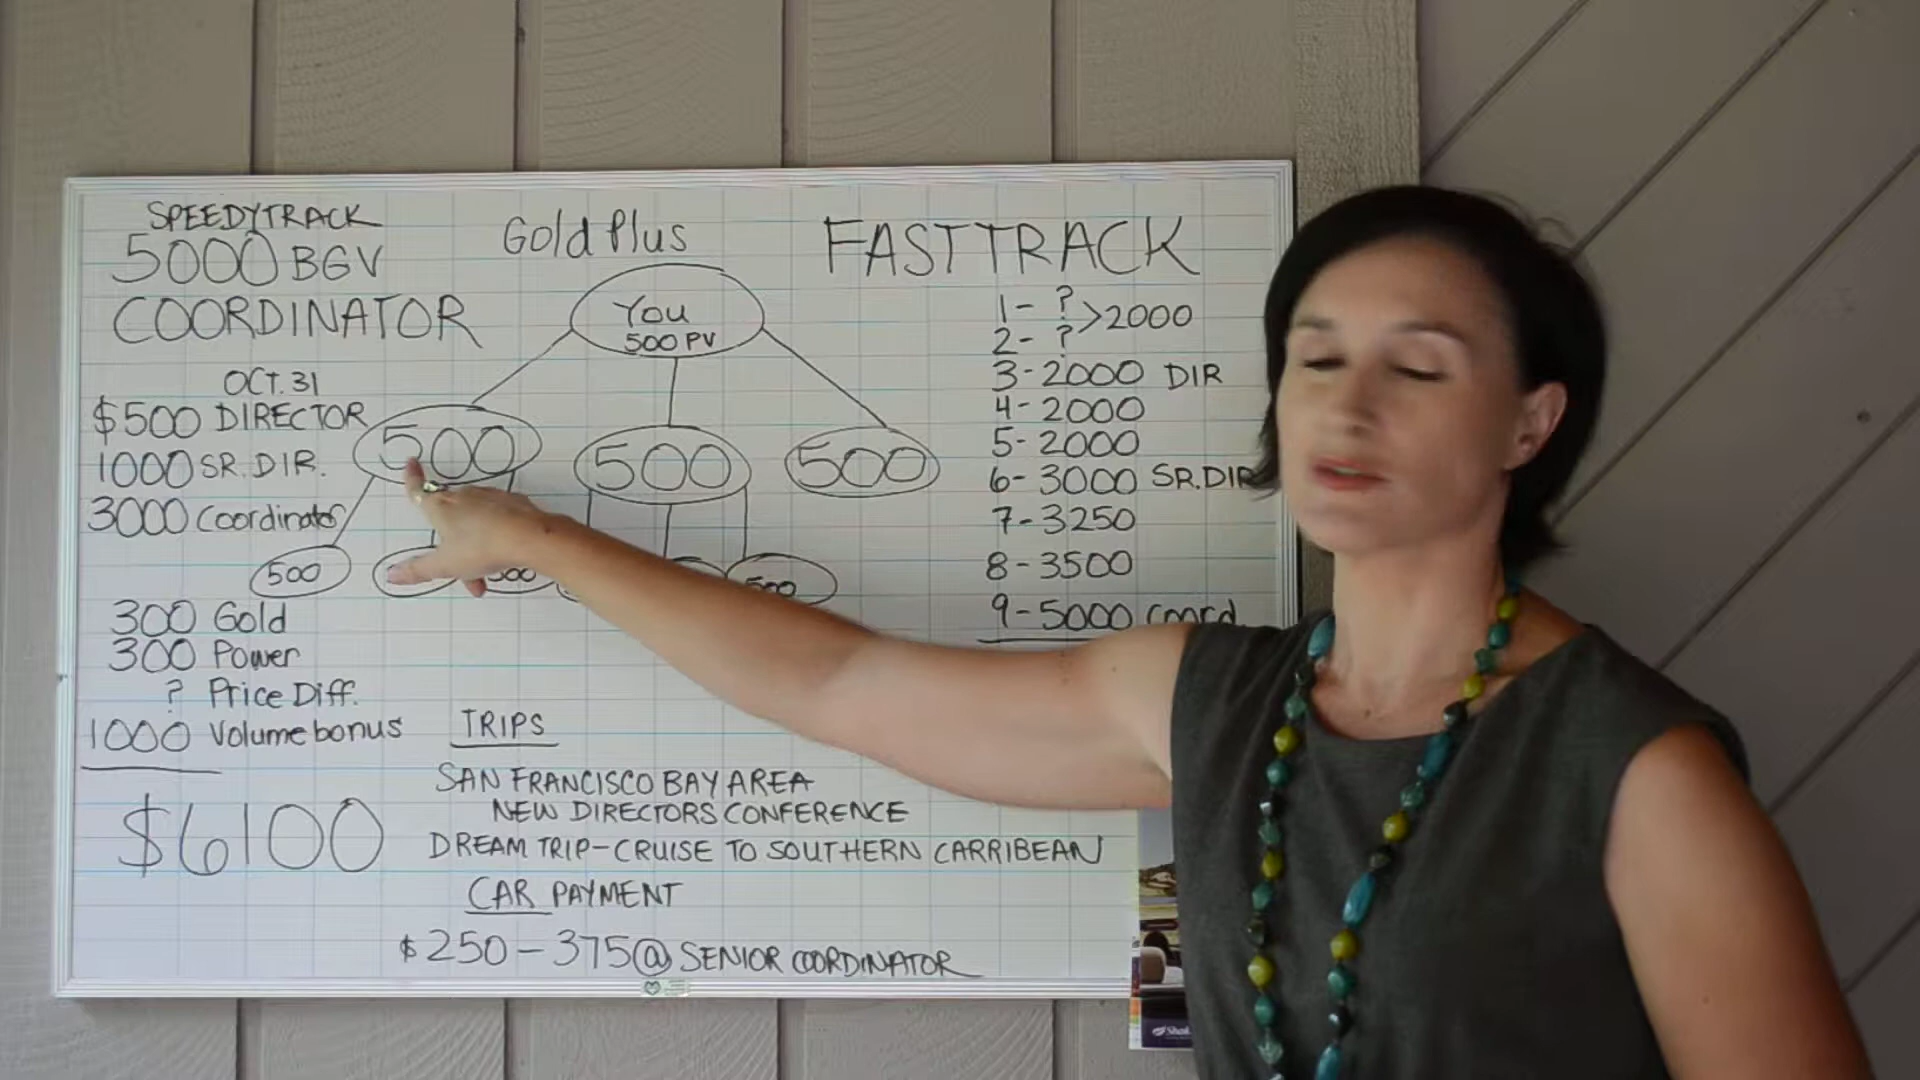 SPEEDYTRACK
5000 BGV
COORDINATOR
OCT. 31
$500 DIRECTOR
1000 SR. DIR.
3000 Coordinator
300 Gold
300 Power
? Price Diff.
1000 Volume bonus
$6100
Gold Plus
You
500 PV
500
500
500
500
500
TRIPS
SAN FRANCISCO BAY AREA
NEW DIRECTORS CONFERENCE
DREAM TRIP-CRUISE TO SOUTHERN CARRIBEAN
CAR PAYMENT
$250-375@ SENIOR COORDINATOR
FASTTRACK
1- ? >2000
2- ?
3-2000 DIR
4-2000
5-2000
6-3000 SR.DIR
7-3250
8-3500
9-5000 coord